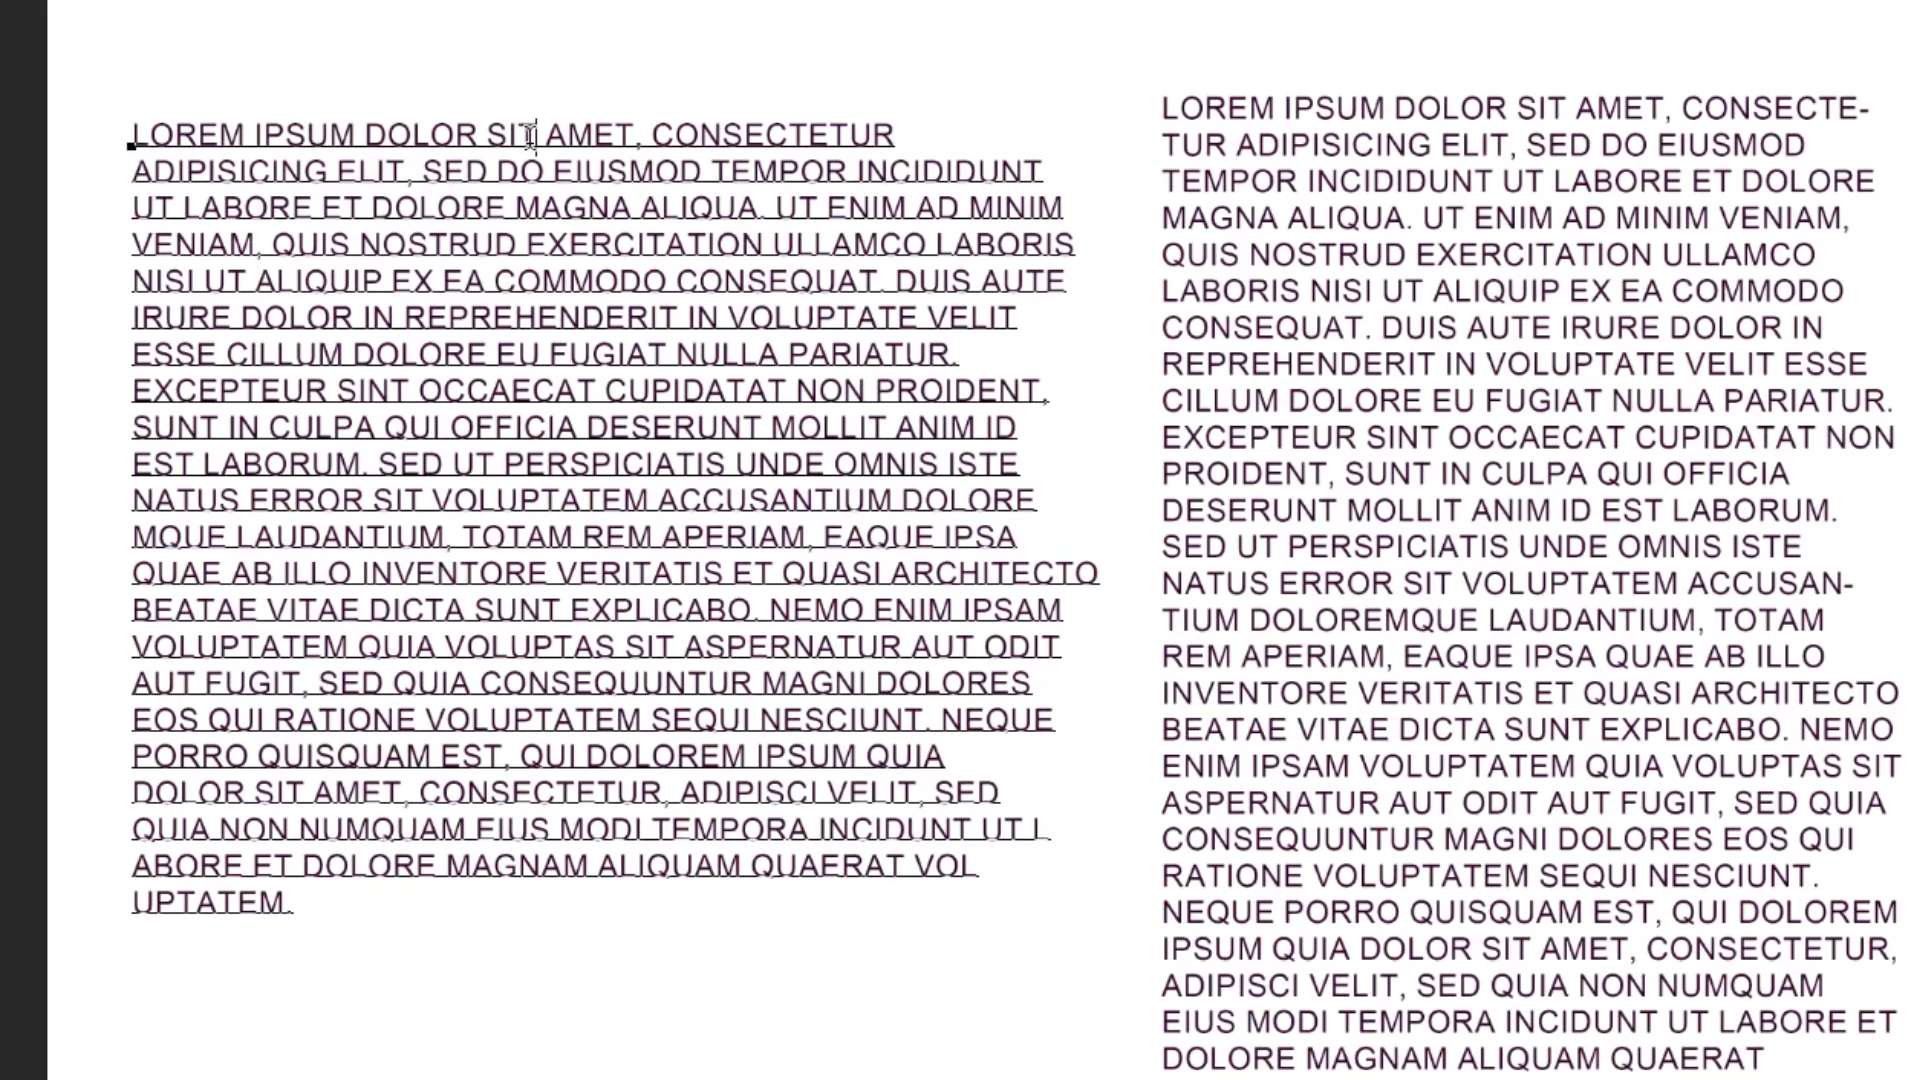 LOREM IPSUM DOLOR SIT AMET, CONSECTETUR
ADIPISICING ELIT, SED DO EIUSMOD TEMPOR INCIDIDUNT
UT LABORE ET DOLORE MAGNA ALIQUA. UT ENIM AD MINIM
VENIAM, QUIS NOSTRUD EXERCITATION ULLAMCO LABORIS
NISI UT ALIQUIP EX EA COMMODO CONSEQUAT. DUIS AUTE
IRURE DOLOR IN REPREHENDERIT IN VOLUPTATE VELIT
ESSE CILLUM DOLORE EU FUGIAT NULLA PARIATUR.
EXCEPTEUR SINT OCCAECAT CUPIDATAT NON PROIDENT,
SUNT IN CULPA QUI OFFICIA DESERUNT MOLLIT ANIM ID
EST LABORUM. SED UT PERSPICIATIS UNDE OMNIS ISTE
NATUS ERROR SIT VOLUPTATEM ACCUSANTIUM DOLORE
MQUE LAUDANTIUM, TOTAM REM APERIAM, EAQUE IPSA
QUAE AB ILLO INVENTORE VERITATIS ET QUASI ARCHITECTO
BEATAE VITAE DICTA SUNT EXPLICABO. NEMO ENIM IPSAM
VOLUPTATEM QUIA VOLUPTAS SIT ASPERNATUR AUT ODIT
AUT FUGIT, SED QUIA CONSEQUUNTUR MAGNI DOLORES
EOS QUI RATIONE VOLUPTATEM SEQUI NESCIUNT. NEQUE
PORRO QUISQUAM EST, QUI DOLOREM IPSUM QUIA
DOLOR SIT AMET, CONSECTETUR, ADIPISCI VELIT, SED
QUIA NON NUMQUAM EIUS MODI TEMPORA INCIDUNT UT L
ABORE ET DOLORE MAGNAM ALIQUAM QUAERAT VOL
UPTATEM.
LOREM IPSUM DOLOR SIT AMET, CONSECTE-
TUR ADIPISICING ELIT, SED DO EIUSMOD
TEMPOR INCIDIDUNT UT LABORE ET DOLORE
MAGNA ALIQUA. UT ENIM AD MINIM VENIAM,
QUIS NOSTRUD EXERCITATION ULLAMCO
LABORIS NISI UT ALIQUIP EX EA COMMODO
CONSEQUAT. DUIS AUTE IRURE DOLOR IN
REPREHENDERIT IN VOLUPTATE VELIT ESSE
CILLUM DOLORE EU FUGIAT NULLA PARIATUR.
EXCEPTEUR SINT OCCAECAT CUPIDATAT NON
PROIDENT, SUNT IN CULPA QUI OFFICIA
DESERUNT MOLLIT ANIM ID EST LABORUM.
SED UT PERSPICIATIS UNDE OMNIS ISTE
NATUS ERROR SIT VOLUPTATEM ACCUSAN-
TIUM DOLOREMQUE LAUDANTIUM, TOTAM
REM APERIAM, EAQUE IPSA QUAE AB ILLO
INVENTORE VERITATIS ET QUASI ARCHITECTO
BEATAE VITAE DICTA SUNT EXPLICABO. NEMO
ENIM IPSAM VOLUPTATEM QUIA VOLUPTAS SIT
ASPERNATUR AUT ODIT AUT FUGIT, SED QUIA
CONSEQUUNTUR MAGNI DOLORES EOS QUI
RATIONE VOLUPTATEM SEQUI NESCIUNT.
NEQUE PORRO QUISQUAM EST, QUI DOLOREM
IPSUM QUIA DOLOR SIT AMET, CONSECTETUR,
ADIPISCI VELIT, SED QUIA NON NUMQUAM
EIUS MODI TEMPORA INCIDUNT UT LABORE ET
DOLORE MAGNAM ALIQUAM QUAERAT